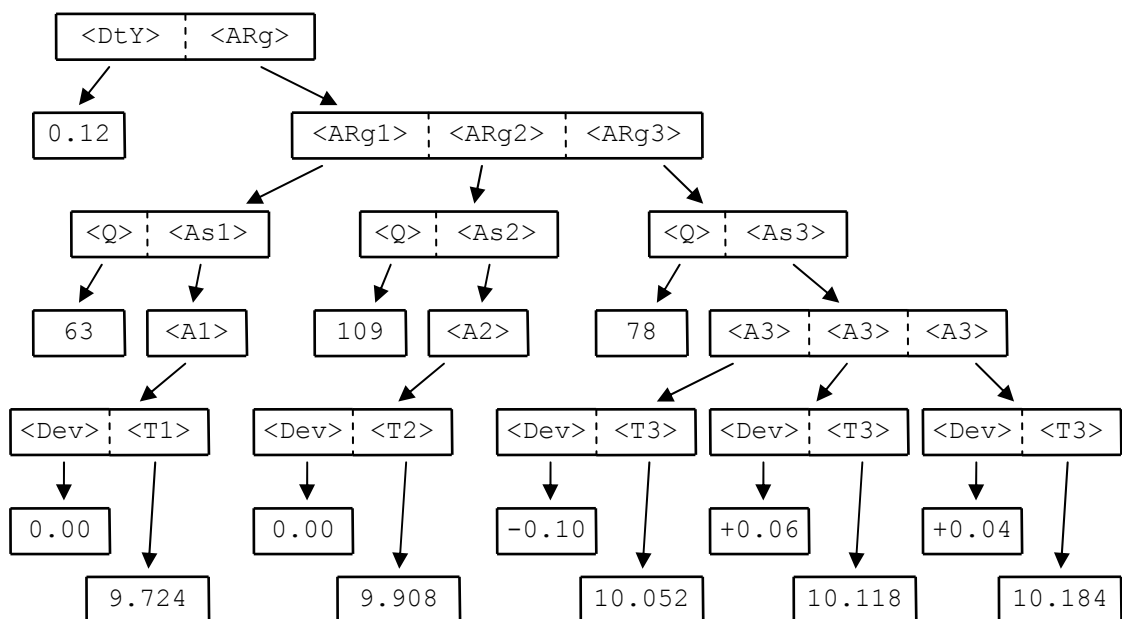 <DtY> <ARg>
0.12
<ARg1> <ARg2> <ARg3>
<Q> <As1> <Q> <As2> <Q> <As3>
63 <A1> 109 <A2> 78 <A3> <A3> <A3>
<Dev> <T1> <Dev> <T2> <Dev> <T3> <Dev> <T3> <Dev> <T3>
0.00 0.00 -0.10 +0.06 +0.04
9.724 9.908 10.052 10.118 10.184